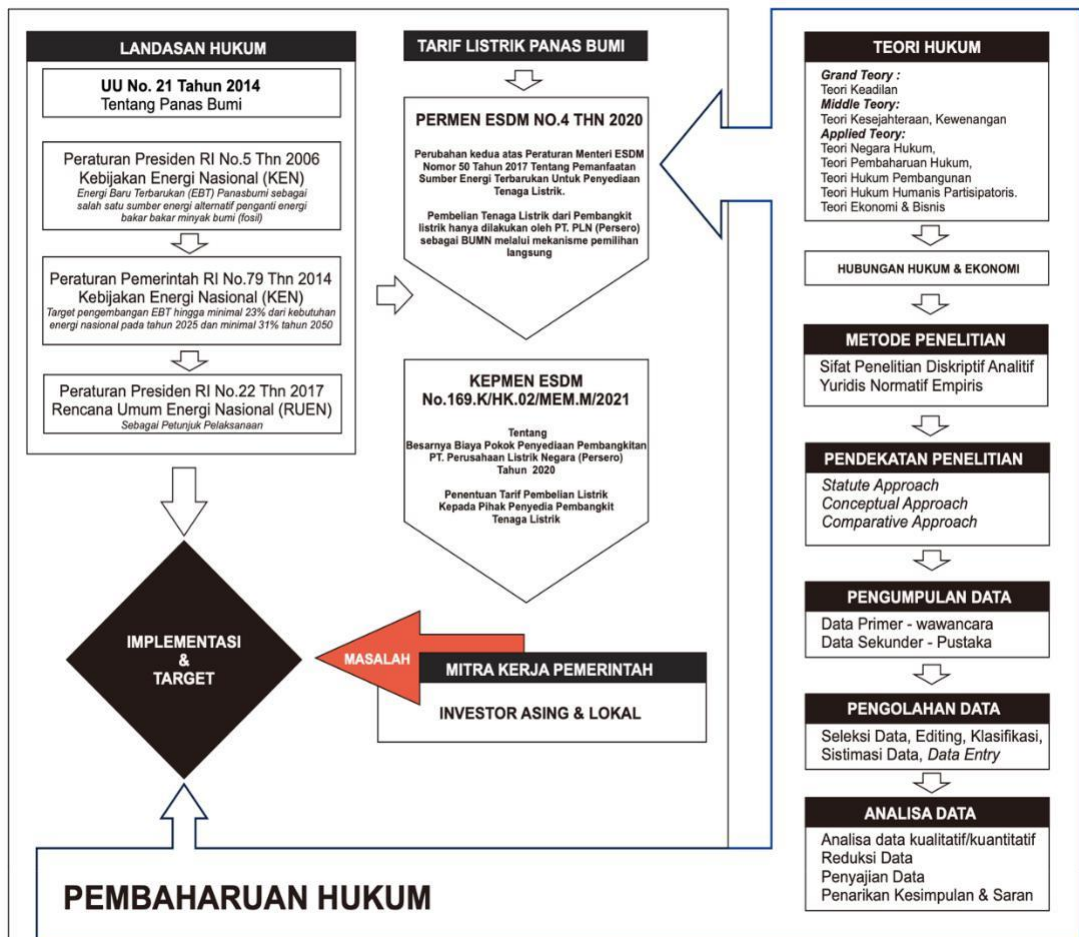 LANDASAN HUKUM
UU No. 21 Tahun 2014
Tentang Panas Bumi
Peraturan Presiden RI No.5 Thn 2006
Kebijakan Energi Nasional (KEN)
Energi Baru Terbarukan (EBT) Panasbumi sebagai
salah satu sumber energi alternatif penganti energi
bakar bakar minyak bumi (fosil)
Peraturan Pemerintah RI No.79 Thn 2014
Kebijakan Energi Nasional (KEN)
Target pengembangan EBT hingga minimal 23% dari kebutuhan
energi nasional pada tahun 2025 dan minimal 31% tahun 2050
Peraturan Presiden RI No.22 Thn 2017
Rencana Umum Energi Nasional (RUEN)
Sebagai Petunjuk Pelaksanaan
IMPLEMENTASI
&
TARGET
TARIF LISTRIK PANAS BUMI
PERMEN ESDM NO.4 THN 2020
Perubahan kedua atas Peraturan Menteri ESDM
Nomor 50 Tahun 2017 Tentang Pemanfaatan
Sumber Energi Terbarukan Untuk Penyediaan
Tenaga Listrik.
Pembelian Tenaga Listrik dari Pembangkit
listrik hanya dilakukan oleh PT. PLN (Persero)
sebagai BUMN melalui mekanisme pemilihan
langsung
KEPMEN ESDM
No.169.K/HK.02/MEM.M/2021
Tentang
Besarnya Biaya Pokok Penyediaan Pembangkitan
PT. Perusahaan Listrik Negara (Persero)
Tahun 2020
Penentuan Tarif Pembelian Listrik
Kepada Pihak Penyedia Pembangkit
Tenaga Listrik
MASALAH
MITRA KERJA PEMERINTAH
INVESTOR ASING & LOKAL
PEMBAHARUAN HUKUM
TEORI HUKUM
Grand Teory :
Teori Keadilan
Middle Teory:
Teori Kesejahteraan, Kewenangan
Applied Teory:
Teori Negara Hukum,
Teori Pembaharuan Hukum,
Teori Hukum Pembangunan
Teori Hukum Humanis Partisipatoris.
Teori Ekonomi & Bisnis
HUBUNGAN HUKUM & EKONOMI
METODE PENELITIAN
Sifat Penelitian Diskriptif Analitif
Yuridis Normatif Empiris
PENDEKATAN PENELITIAN
Statute Approach
Conceptual Approach
Comparative Approach
PENGUMPULAN DATA
Data Primer - wawancara
Data Sekunder - Pustaka
PENGOLAHAN DATA
Seleksi Data, Editing, Klasifikasi,
Sistimasi Data, Data Entry
ANALISA DATA
Analisa data kualitatif/kuantitatif
Reduksi Data
Penyajian Data
Penarikan Kesimpulan & Saran